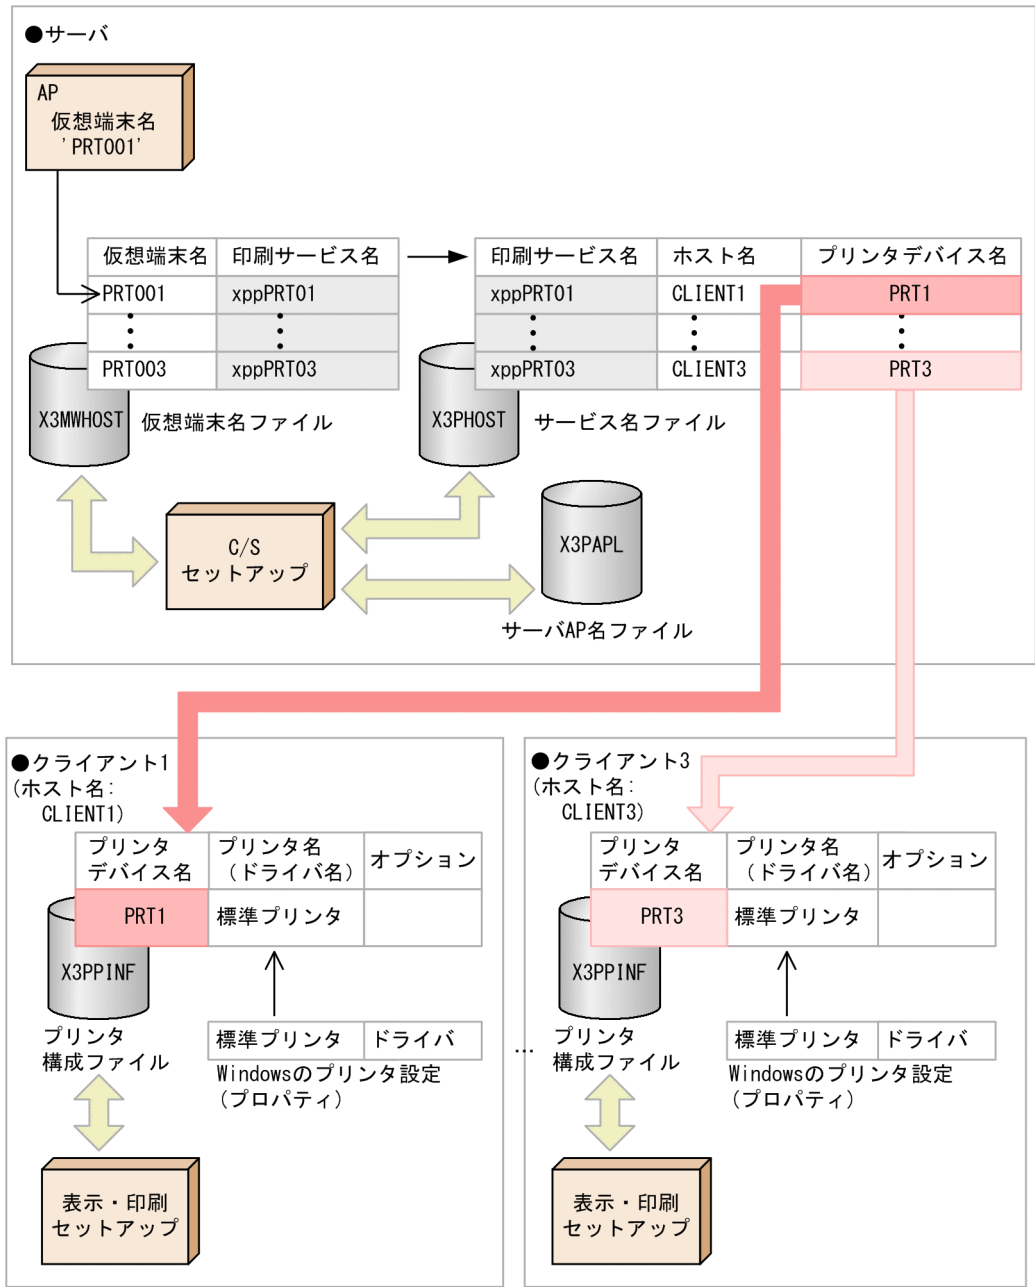 ●サーバ
AP
仮想端末名
'PRT001'
仮想端末名 印刷サービス名
PRT001 xppPRT01
PRT003 xppPRT03
印刷サービス名 ホスト名 プリンタデバイス名
xppPRT01 CLIENT1 PRT1
xppPRT03 CLIENT3 PRT3
X3MWHOST 仮想端末名ファイル
X3PHOST サービス名ファイル
C/S
セットアップ
X3PAPL
サーバAP名ファイル
●クライアント1
(ホスト名:
CLIENT1)
プリンタ
デバイス名
プリンタ名
(ドライバ名)
オプション
PRT1 標準プリンタ
X3PPINF
プリンタ
構成ファイル
標準プリンタ ドライバ
Windowsのプリンタ設定
(プロパティ)
表示・印刷
セットアップ
…
●クライアント3
(ホスト名:
CLIENT3)
プリンタ
デバイス名
プリンタ名
(ドライバ名)
オプション
PRT3 標準プリンタ
X3PPINF
プリンタ
構成ファイル
標準プリンタ ドライバ
Windowsのプリンタ設定
(プロパティ)
表示・印刷
セットアップ